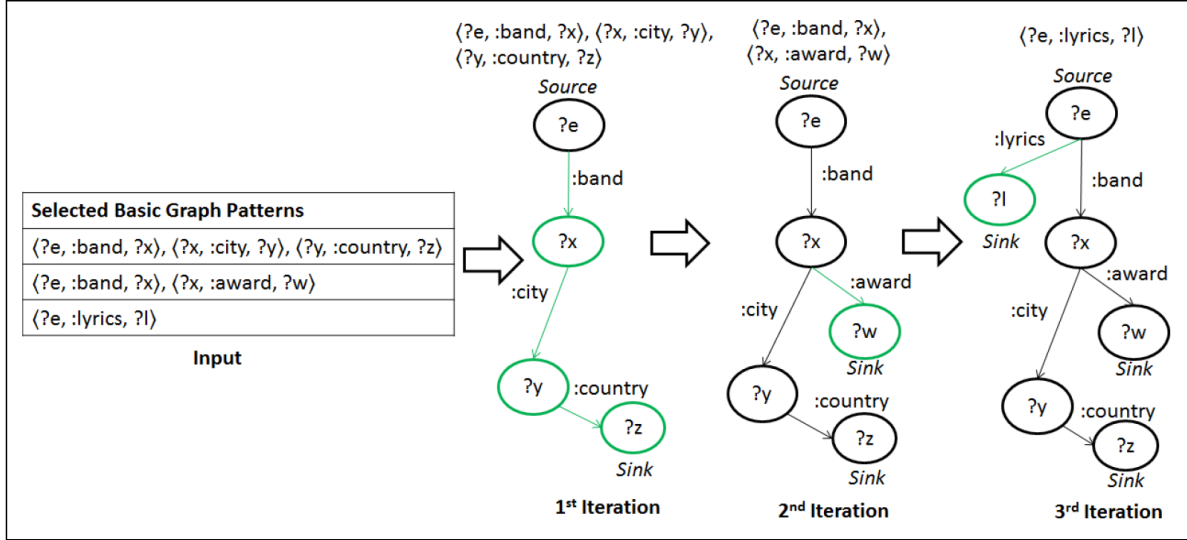 Selected Basic Graph Patterns
⟨?e, :band, ?x⟩, ⟨?x, :city, ?y⟩, ⟨?y, :country, ?z⟩
⟨?e, :band, ?x⟩, ⟨?x, :award, ?w⟩
⟨?e, :lyrics, ?l⟩
Input
⟨?e, :band, ?x⟩, ⟨?x, :city, ?y⟩,
⟨?y, :country, ?z⟩
Source
?e
:band
?x
:city
?y
:country
?z
Sink
1st Iteration
⟨?e, :band, ?x⟩,
⟨?x, :award, ?w⟩
Source
?e
:band
?x
:award
:city
?w
Sink
?y
:country
?z
Sink
2nd Iteration
⟨?e, :lyrics, ?l⟩
Source
?e
:lyrics
:band
?l
Sink
?x
:award
:city
?w
Sink
?y
:country
?z
Sink
3rd Iteration